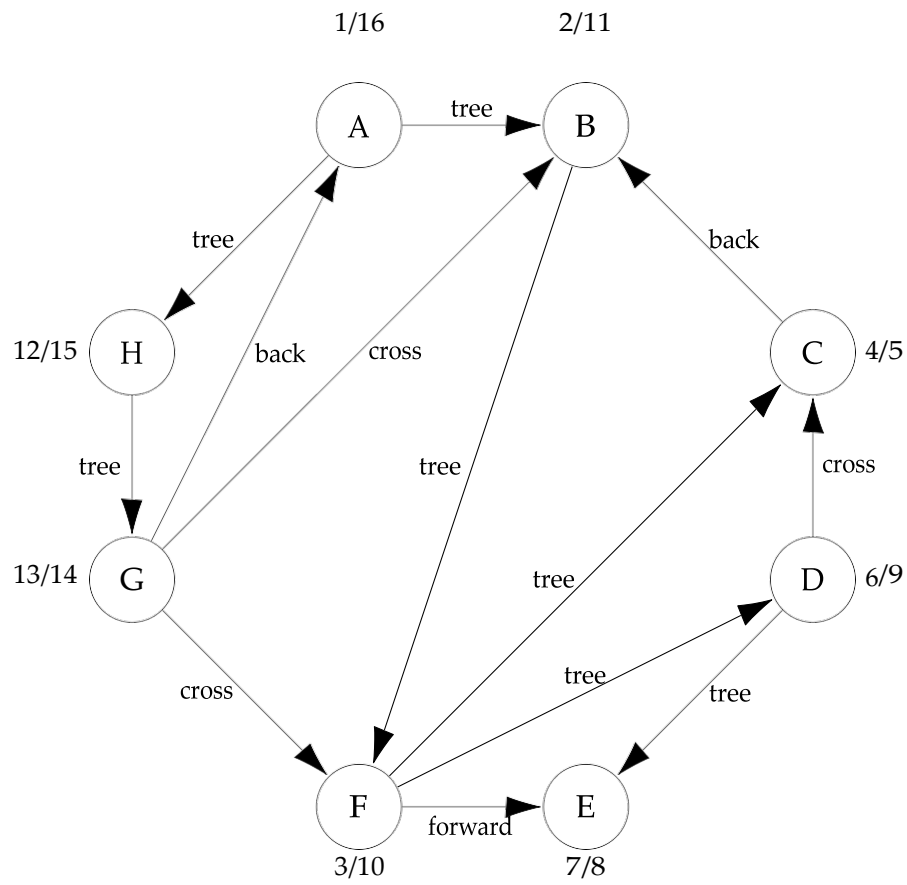 1/16 2/11
tree
A B
tree back
12/15 H back cross C 4/5
tree tree cross
13/14 G tree D 6/9
cross tree tree
F E
forward
3/10 7/8